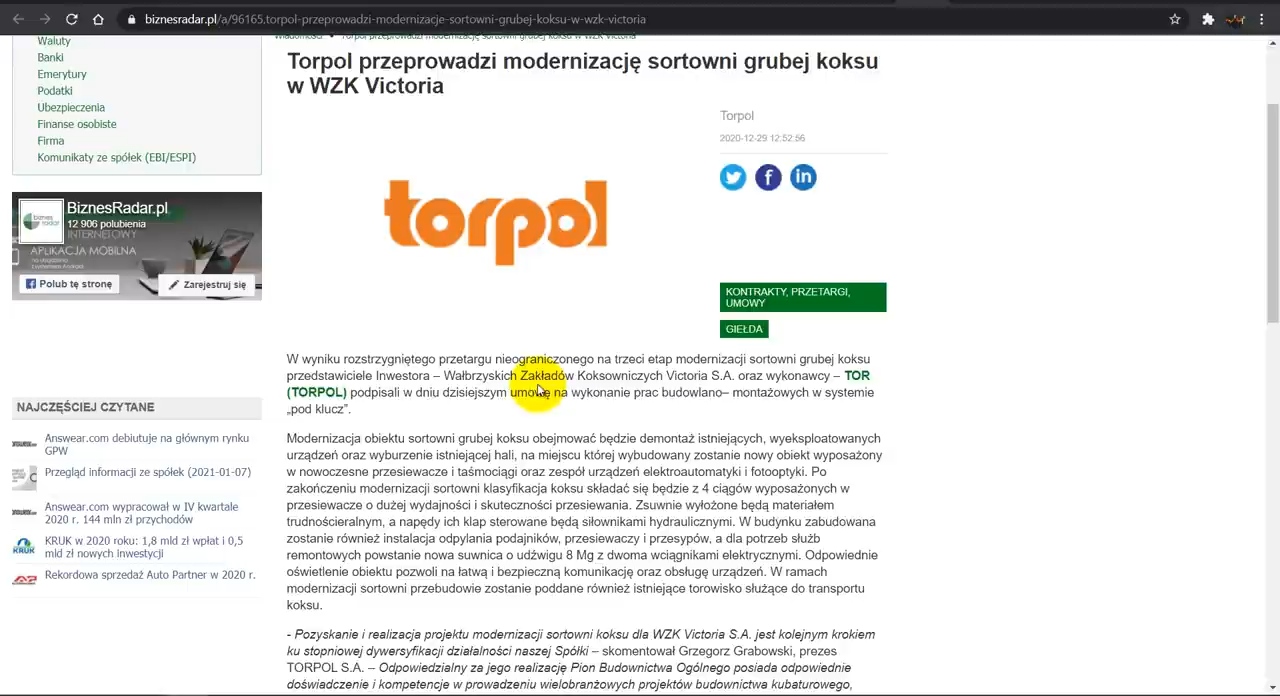 biznesradar.pl/a/96165,torpol-przeprowadzi-modernizacje-sortowni-grubej-koksu-w-wzk-victoria
Wiadomości Torpol przeprowadzi modernizację sortowni grubej koksu w WZK Victoria
Waluty
Banki
Emerytury
Podatki
Ubezpieczenia
Finanse osobiste
Firma
Komunikaty ze spółek (EBI/ESPI)
BiznesRadar.pl
12 906 polubienia
biznes
radar
INTERNETOWY
APLIKACJA MOBILNA
Polub tę stronę
Zarejestruj się
NAJCZĘŚCIEJ CZYTANE
Answear.com debiutuje na głównym rynku
GPW
Przegląd informacji ze spółek (2021-01-07)
Answear.com wypracował w IV kwartale
2020 r. 144 mln zł przychodów
KRUK
KRUK w 2020 roku: 1,8 mld zł wpłat i 0,5
mld zł nowych inwestycji
Rekordowa sprzedaż Auto Partner w 2020 r.
Torpol przeprowadzi modernizację sortowni grubej koksu
w WZK Victoria
torpol
Torpol
2020-12-29 12:52:56
KONTRAKTY, PRZETARGI,
UMOWY
GIEŁDA
W wyniku rozstrzygniętego przetargu nieograniczonego na trzeci etap modernizacji sortowni grubej koksu
przedstawiciele Inwestora – Wałbrzyskich Zakładów Koksowniczych Victoria S.A. oraz wykonawcy – TOR
(TORPOL) podpisali w dniu dzisiejszym umowę na wykonanie prac budowlano– montażowych w systemie
„pod klucz”.
Modernizacja obiektu sortowni grubej koksu obejmować będzie demontaż istniejących, wyeksploatowanych
urządzeń oraz wyburzenie istniejącej hali, na miejscu której wybudowany zostanie nowy obiekt wyposażony
w nowoczesne przesiewacze i taśmociągi oraz zespół urządzeń elektroautomatyki i fotooptyki. Po
zakończeniu modernizacji sortowni klasyfikacja koksu składać się będzie z 4 ciągów wyposażonych w
przesiewacze o dużej wydajności i skuteczności przesiewania. Zsuwnie wyłożone będą materiałem
trudnościeralnym, a napędy ich klap sterowane będą siłownikami hydraulicznymi. W budynku zabudowana
zostanie również instalacja odpylania podajników, przesiewaczy i przesypów, a dla potrzeb służb
remontowych powstanie nowa suwnica o udźwigu 8 Mg z dwoma wciągnikami elektrycznymi. Odpowiednie
oświetlenie obiektu pozwoli na łatwą i bezpieczną komunikację oraz obsługę urządzeń. W ramach
modernizacji sortowni przebudowie zostanie poddane również istniejące torowisko służące do transportu
koksu.
- Pozyskanie i realizacja projektu modernizacji sortowni koksu dla WZK Victoria S.A. jest kolejnym krokiem
ku stopniowej dywersyfikacji działalności naszej Spółki – skomentował Grzegorz Grabowski, prezes
TORPOL S.A. – Odpowiedzialny za jego realizację Pion Budownictwa Ogólnego posiada odpowiednie
doświadczenie i kompetencje w prowadzeniu wielobranżowych projektów budownictwa kubaturowego,